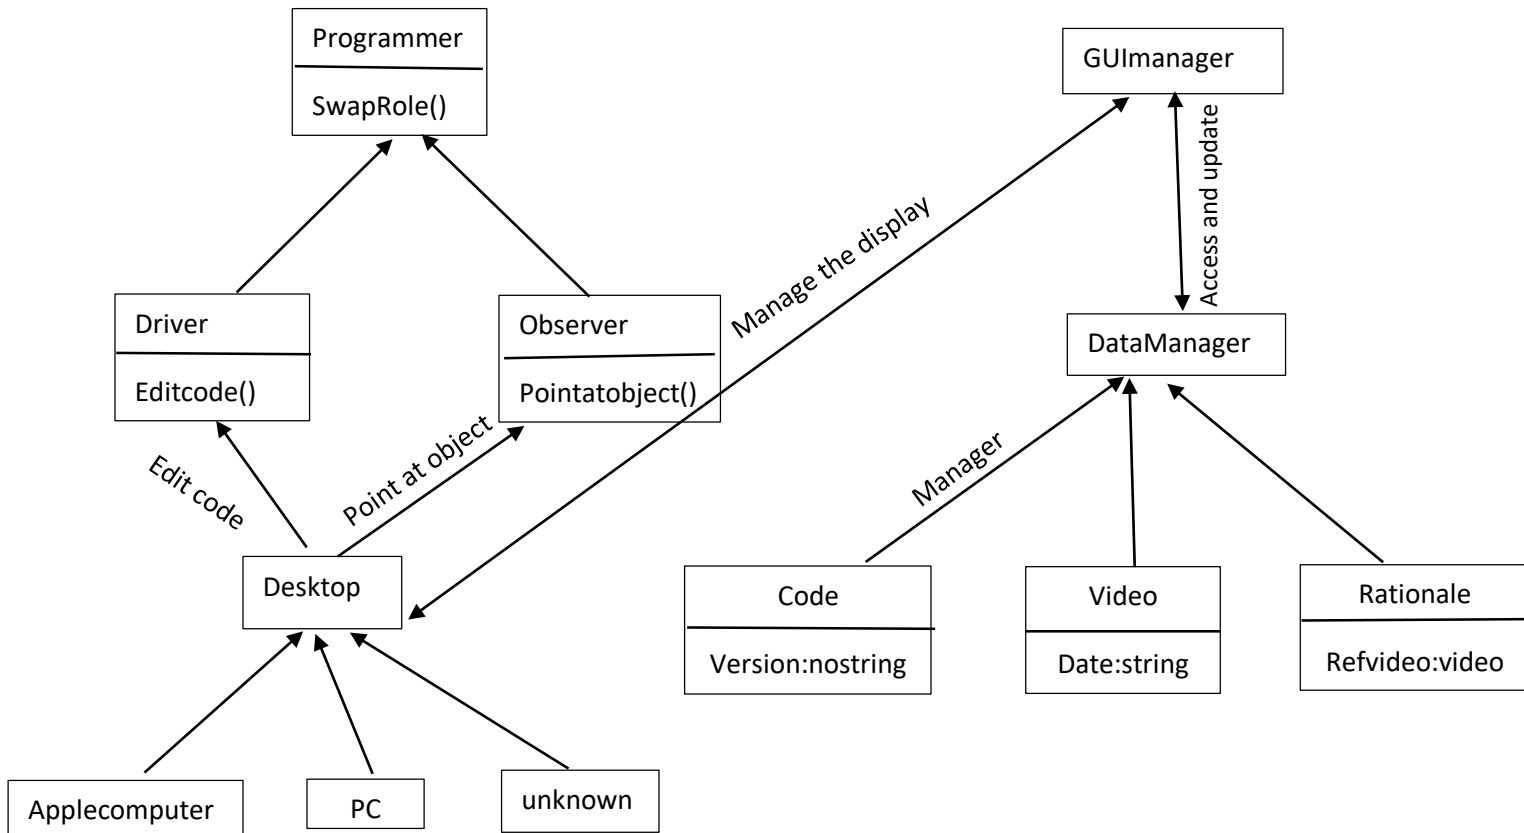 Programmer
SwapRole()
GUImanager
Access and update
Manage the display
Driver
Editcode()
Observer
Pointatobject()
DataManager
Edit code
Point at object
Manager
Desktop
Code
Version:nostring
Video
Date:string
Rationale
Refvideo:video
Applecomputer
PC
unknown